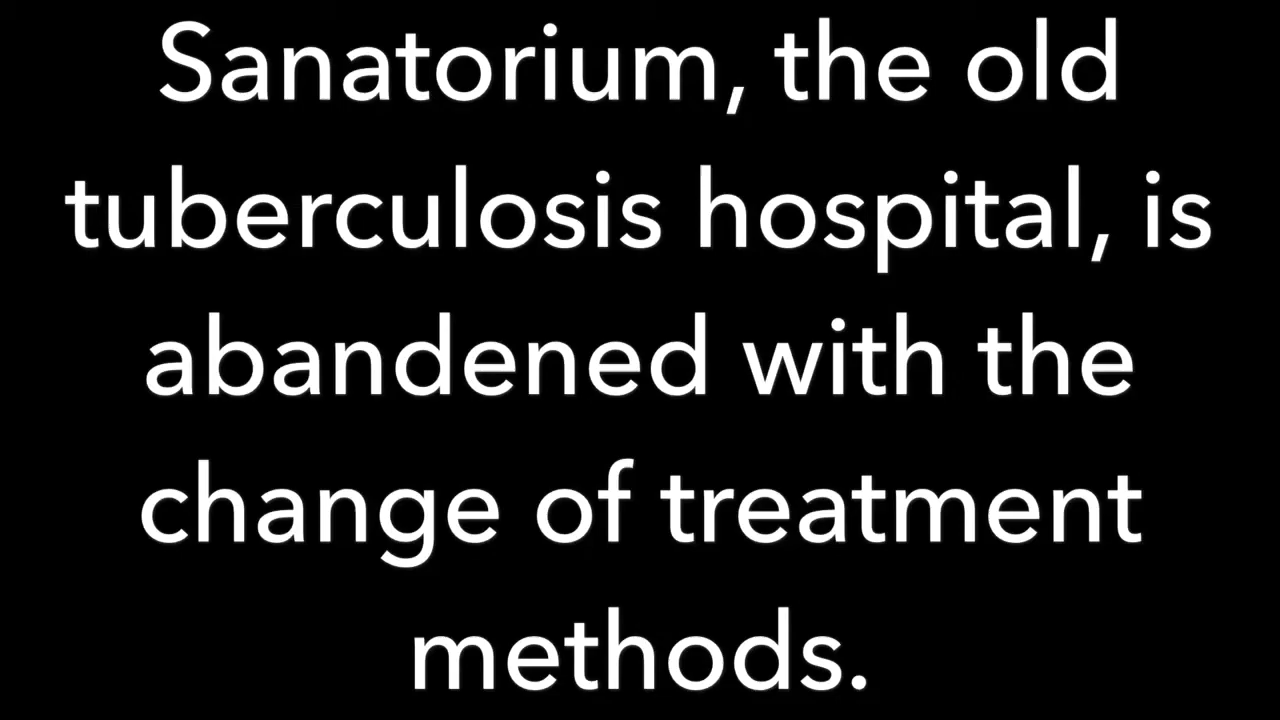 Sanatorium, the old
tuberculosis hospital, is
abandened with the
change of treatment
methods.